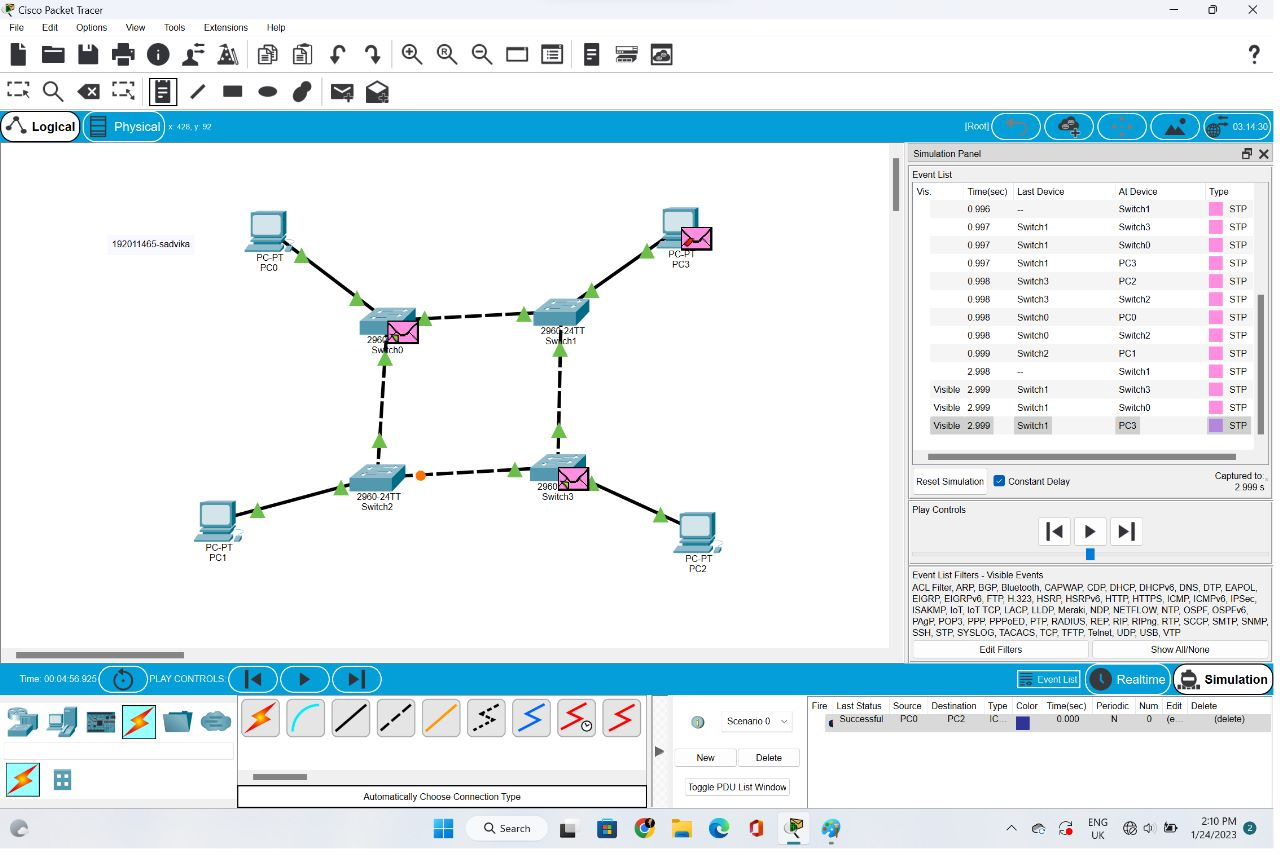 Cisco Packet Tracer
File Edit Options View Tools Extensions Help
Logical Physical x: 428, y: 92 [Root] 03:14:30
192011465-sadvika
PC-PT
PC0
PC-PT
PC3
2960
Switch0
2960-24TT
Switch1
2960-24TT
Switch2
2960
Switch3
PC-PT
PC1
PC-PT
PC2
Simulation Panel
Event List
Vis. Time(sec) Last Device At Device Type
0.996 -- Switch1 STP
0.997 Switch1 Switch3 STP
0.997 Switch1 Switch0 STP
0.997 Switch1 PC3 STP
0.998 Switch3 PC2 STP
0.998 Switch3 Switch2 STP
0.998 Switch0 PC0 STP
0.998 Switch0 Switch2 STP
0.999 Switch2 PC1 STP
2.998 -- Switch1 STP
Visible 2.999 Switch1 Switch3 STP
Visible 2.999 Switch1 Switch0 STP
Visible 2.999 Switch1 PC3 STP
Reset Simulation Constant Delay Captured to:
2.999 s
Play Controls
Event List Filters - Visible Events
ACL Filter, ARP, BGP, Bluetooth, CAPWAP, CDP, DHCP, DHCPv6, DNS, DTP, EAPOL,
EIGRP, EIGRPv6, FTP, H.323, HSRP, HSRPv6, HTTP, HTTPS, ICMP, ICMPv6, IPSec,
ISAKMP, IoT, IoT TCP, LACP, LLDP, Meraki, NDP, NETFLOW, NTP, OSPF, OSPFv6,
PAgP, POP3, PPP, PPPoED, PTP, RADIUS, REP, RIP, RIPng, RTP, SCCP, SMTP, SNMP,
SSH, STP, SYSLOG, TACACS, TCP, TFTP, Telnet, UDP, USB, VTP
Edit Filters Show All/None
Time: 00:04:56.925 PLAY CONTROLS: Event List Realtime Simulation
Scenario 0
New Delete
Toggle PDU List Window
Fire Last Status Source Destination Type Color Time(sec) Periodic Num Edit Delete
Successful PC0 PC2 IC... 0.000 N 0 (e... (delete)
Automatically Choose Connection Type
Search
ENG
UK
2:10 PM
1/24/2023
2